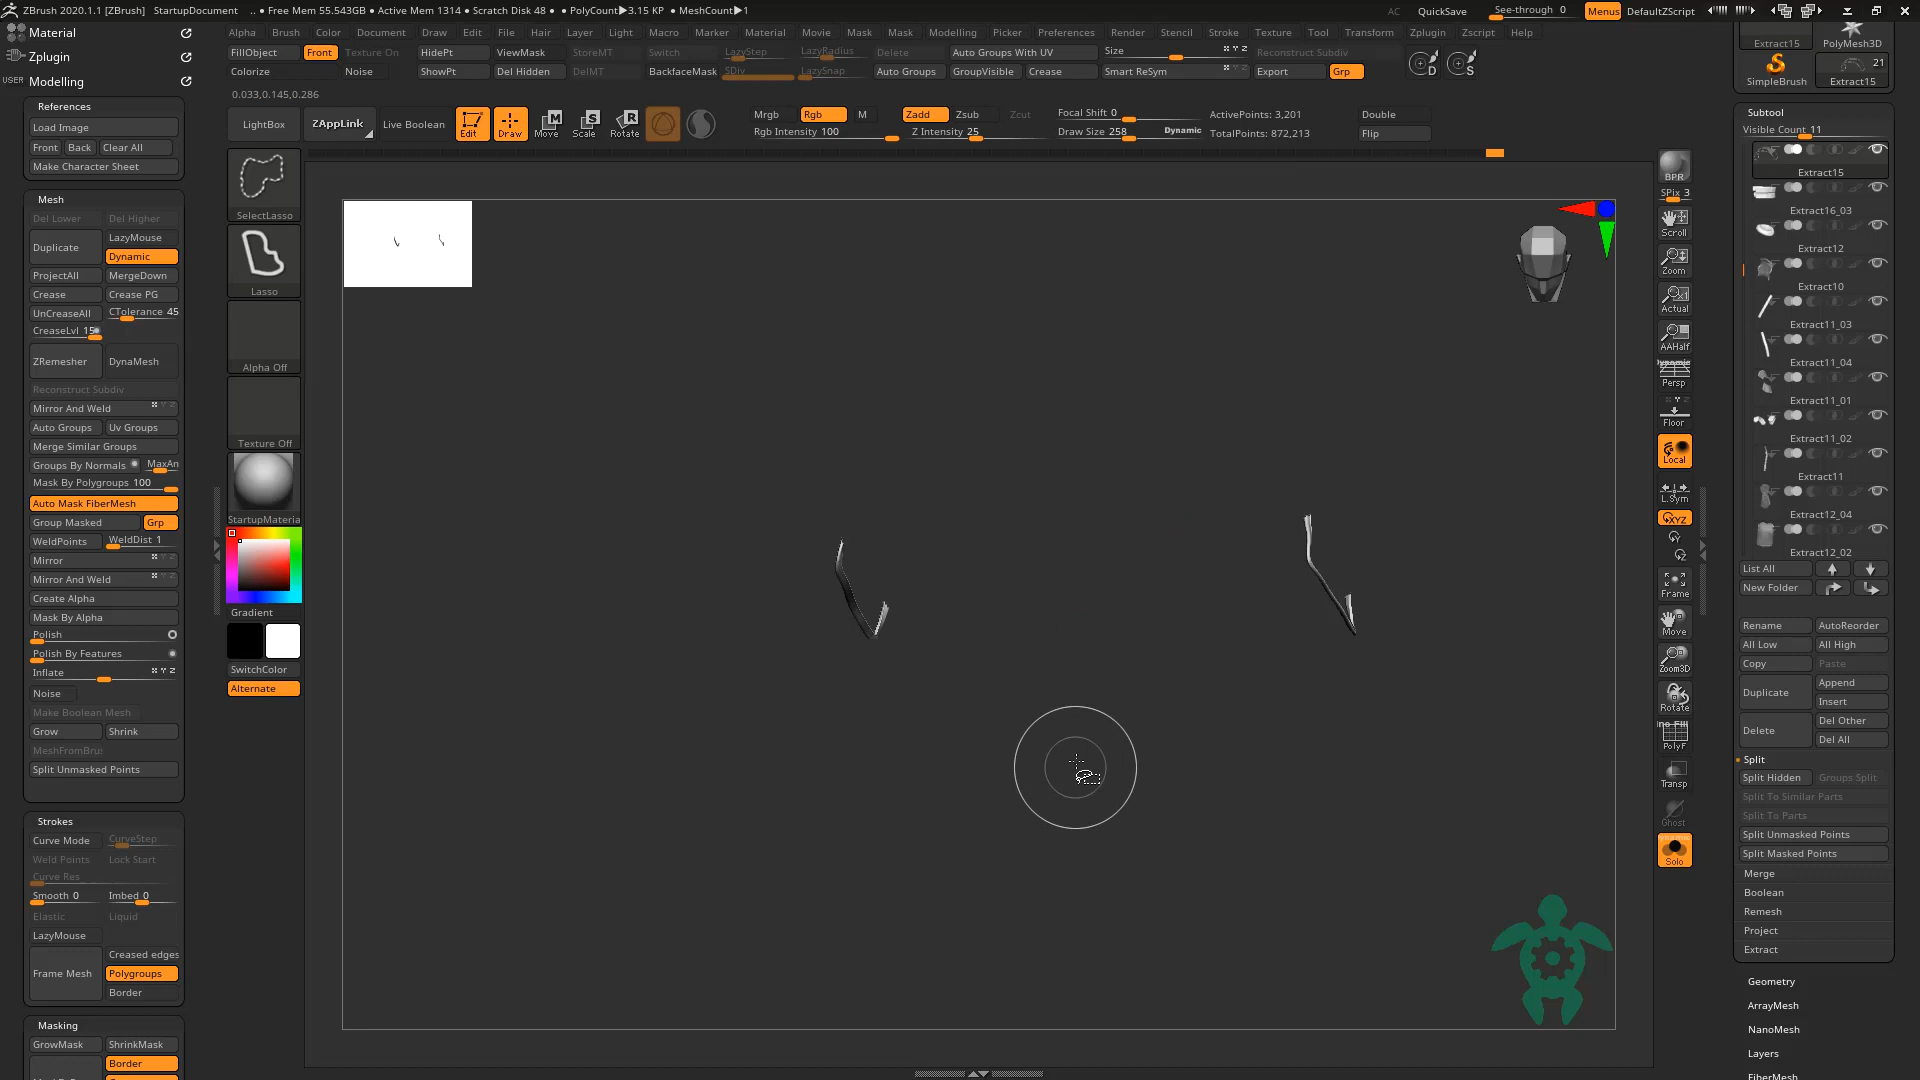 ZBrush 2020.1.1 [ZBrush] StartupDocument .. • Free Mem 55.543GB • Active Mem 1314 • Scratch Disk 48 • • PolyCount▶3.15 KP • MeshCount▶1 AC QuickSave See-through 0 Menus DefaultZScript
Alpha Brush Color Document Draw Edit File Hair Layer Light Macro Marker Material Movie Mask Mask Modelling Picker Preferences Render Stencil Stroke Texture Tool Transform Zplugin Zscript Help
Material
Zplugin
USER Modelling
FillObject Front Texture On HidePt ViewMask StoreMT Switch LazyStep LazyRadius Delete Auto Groups With UV Size Reconstruct Subdiv
Colorize Noise ShowPt Del Hidden DelMT BackfaceMask SDiv LazySnap Auto Groups GroupVisible Crease Smart ReSym Export Grp
0.033,0.145,0.286
LightBox ZAppLink Live Boolean Edit Draw Move Scale Rotate
Mrgb Rgb M Zadd Zsub Zcut Focal Shift 0 ActivePoints: 3,201 Double
Rgb Intensity 100 Z Intensity 25 Draw Size 258 Dynamic TotalPoints: 872,213 Flip
References
Load Image
Front Back Clear All
Make Character Sheet
Mesh
Del Lower Del Higher
Duplicate LazyMouse
Dynamic
ProjectAll MergeDown
Crease Crease PG
UnCreaseAll CTolerance 45
CreaseLvl 15
ZRemesher DynaMesh
Reconstruct Subdiv
Mirror And Weld
Auto Groups Uv Groups
Merge Similar Groups
Groups By Normals MaxAn
Mask By Polygroups 100
Auto Mask FiberMesh
Group Masked Grp
WeldPoints WeldDist 1
Mirror
Mirror And Weld
Create Alpha
Mask By Alpha
Polish
Polish By Features
Inflate
Noise
Make Boolean Mesh
Grow Shrink
MeshFromBru
Split Unmasked Points
Strokes
Curve Mode CurveStep
Weld Points Lock Start
Curve Res
Smooth 0 Imbed 0
Elastic Liquid
LazyMouse
Creased edges
Frame Mesh Polygroups
Border
Masking
GrowMask ShrinkMask
Border
SelectLasso
Lasso
Alpha Off
Texture Off
StartupMateria
Gradient
SwitchColor
Alternate
BPR
SPix 3
Scroll
Zoom
Actual
AAHalf
Persp
Floor
Local
L.Sym
XYZ
Frame
Move
Zoom3D
Rotate
PolyF
Transp
Ghost
Solo
Extract15 PolyMesh3D
21
SimpleBrush Extract15
Subtool
Visible Count 11
Extract15
Extract16_03
Extract12
Extract10
Extract11_03
Extract11_04
Extract11_01
Extract11_02
Extract11
Extract12_04
Extract12_02
List All
New Folder
Rename AutoReorder
All Low All High
Copy Paste
Duplicate Append
Insert
Delete Del Other
Del All
Split
Split Hidden Groups Split
Split To Similar Parts
Split To Parts
Split Unmasked Points
Split Masked Points
Merge
Boolean
Remesh
Project
Extract
Geometry
ArrayMesh
NanoMesh
Layers
FiberMesh